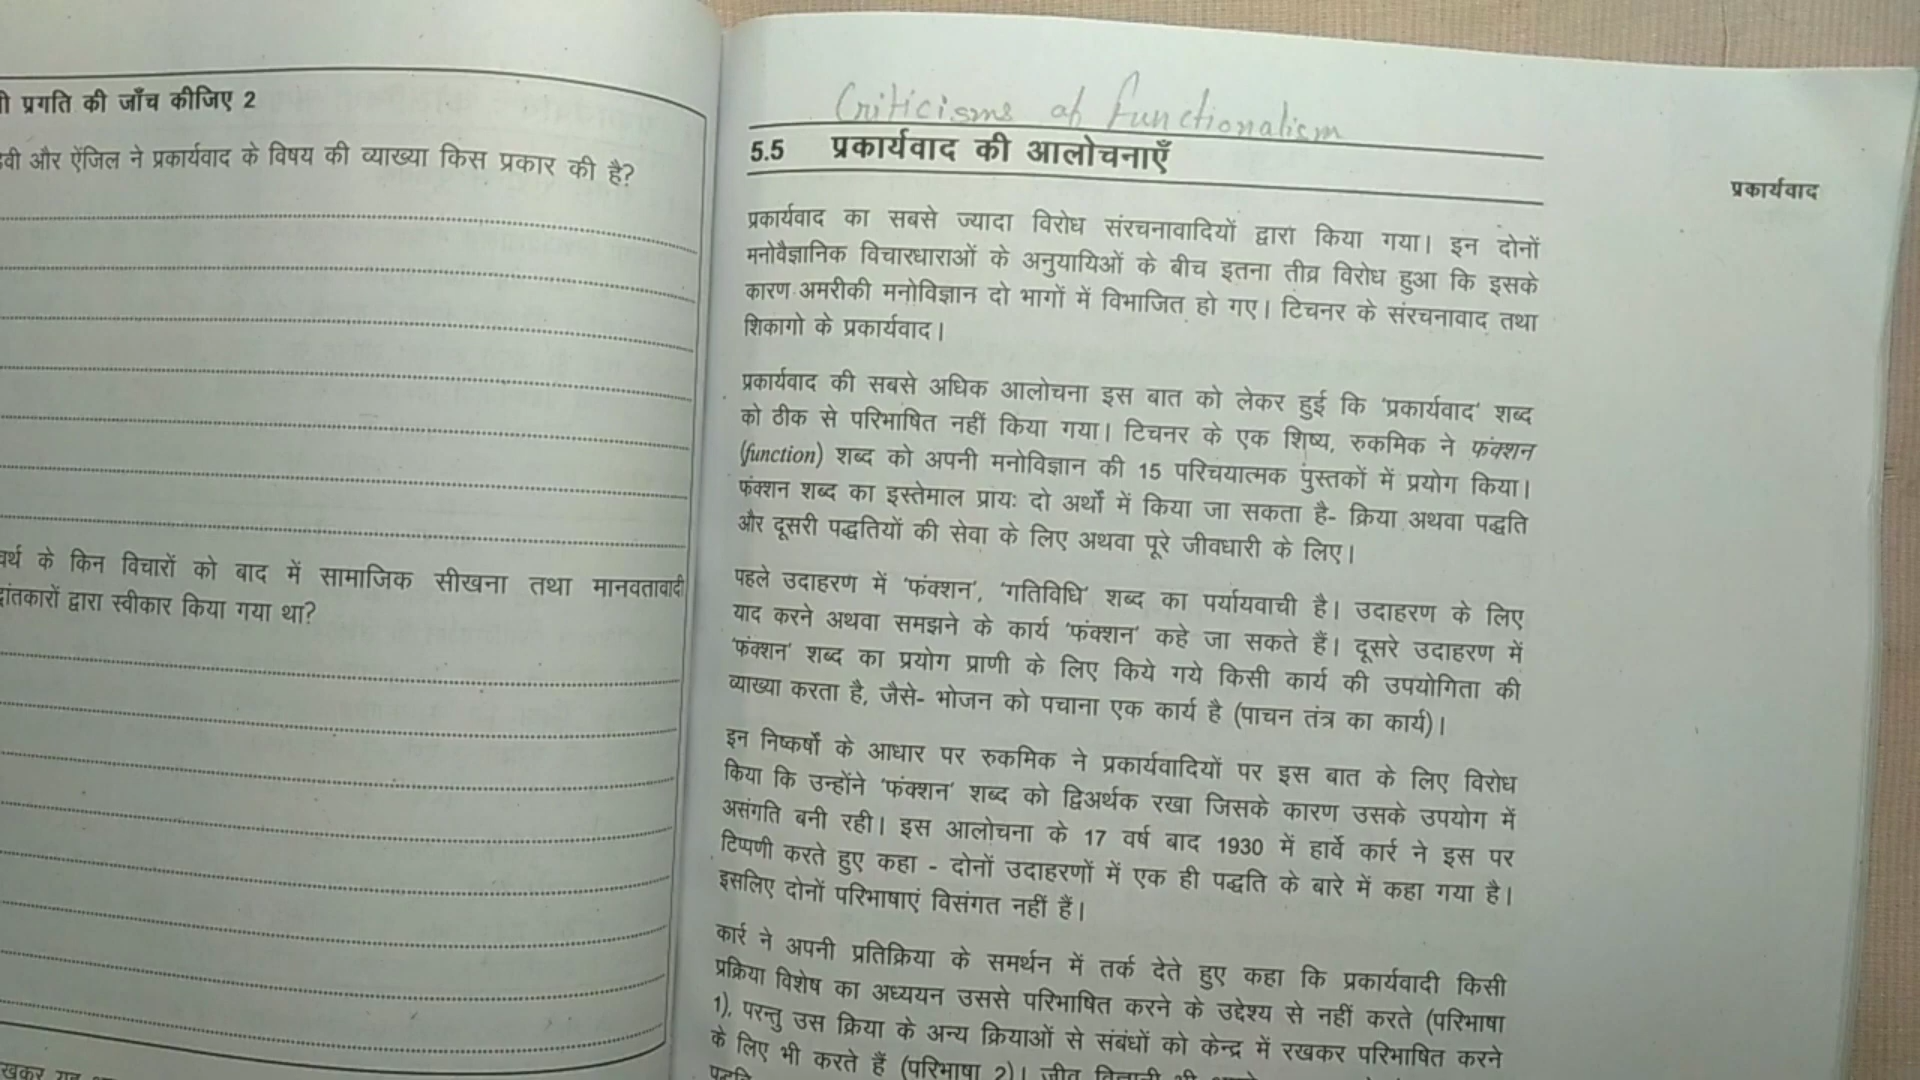 प्रगति की जाँच कीजिए 2
और ऐंजिल ने प्रकार्यवाद के विषय की व्याख्या किस प्रकार की है?
के किन विचारों को बाद में सामाजिक सीखना तथा मानवतावादी
द्वारा स्वीकार किया गया था?
Criticisms of Functionalism
5.5 प्रकार्यवाद की आलोचनाएँ
प्रकार्यवाद
प्रकार्यवाद का सबसे ज्यादा विरोध संरचनावादियों द्वारा किया गया। इन दोनों
मनोवैज्ञानिक विचारधाराओं के अनुयायिओं के बीच इतना तीव्र विरोध हुआ कि इसके
कारण अमरीकी मनोविज्ञान दो भागों में विभाजित हो गए। टिचनर के संरचनावाद तथा
शिकागो के प्रकार्यवाद।
प्रकार्यवाद की सबसे अधिक आलोचना इस बात को लेकर हुई कि 'प्रकार्यवाद' शब्द
को ठीक से परिभाषित नहीं किया गया। टिचनर के एक शिष्य, रुकमिक ने फंक्शन
(function) शब्द को अपनी मनोविज्ञान की 15 परिचयात्मक पुस्तकों में प्रयोग किया।
फंक्शन शब्द का इस्तेमाल प्रायः दो अर्थों में किया जा सकता है- क्रिया अथवा पद्धति
और दूसरी पद्धतियों की सेवा के लिए अथवा पूरे जीवधारी के लिए।
पहले उदाहरण में 'फंक्शन', 'गतिविधि' शब्द का पर्यायवाची है। उदाहरण के लिए
याद करने अथवा समझने के कार्य 'फंक्शन' कहे जा सकते हैं। दूसरे उदाहरण में
'फंक्शन' शब्द का प्रयोग प्राणी के लिए किये गये किसी कार्य की उपयोगिता की
व्याख्या करता है, जैसे- भोजन को पचाना एक कार्य है (पाचन तंत्र का कार्य)।
इन निष्कर्षों के आधार पर रुकमिक ने प्रकार्यवादियों पर इस बात के लिए विरोध
किया कि उन्होंने 'फंक्शन' शब्द को द्विअर्थक रखा जिसके कारण उसके उपयोग में
असंगति बनी रही। इस आलोचना के 17 वर्ष बाद 1930 में हार्वे कार्र ने इस पर
टिप्पणी करते हुए कहा - दोनों उदाहरणों में एक ही पद्धति के बारे में कहा गया है।
इसलिए दोनों परिभाषाएं विसंगत नहीं हैं।
कार्र ने अपनी प्रतिक्रिया के समर्थन में तर्क देते हुए कहा कि प्रकार्यवादी किसी
प्रक्रिया विशेष का अध्ययन उससे परिभाषित करने के उद्देश्य से नहीं करते (परिभाषा
1), परन्तु उस क्रिया के अन्य क्रियाओं से संबंधों को केन्द्र में रखकर परिभाषित करने
के लिए भी करते हैं (परिभाषा 2)।